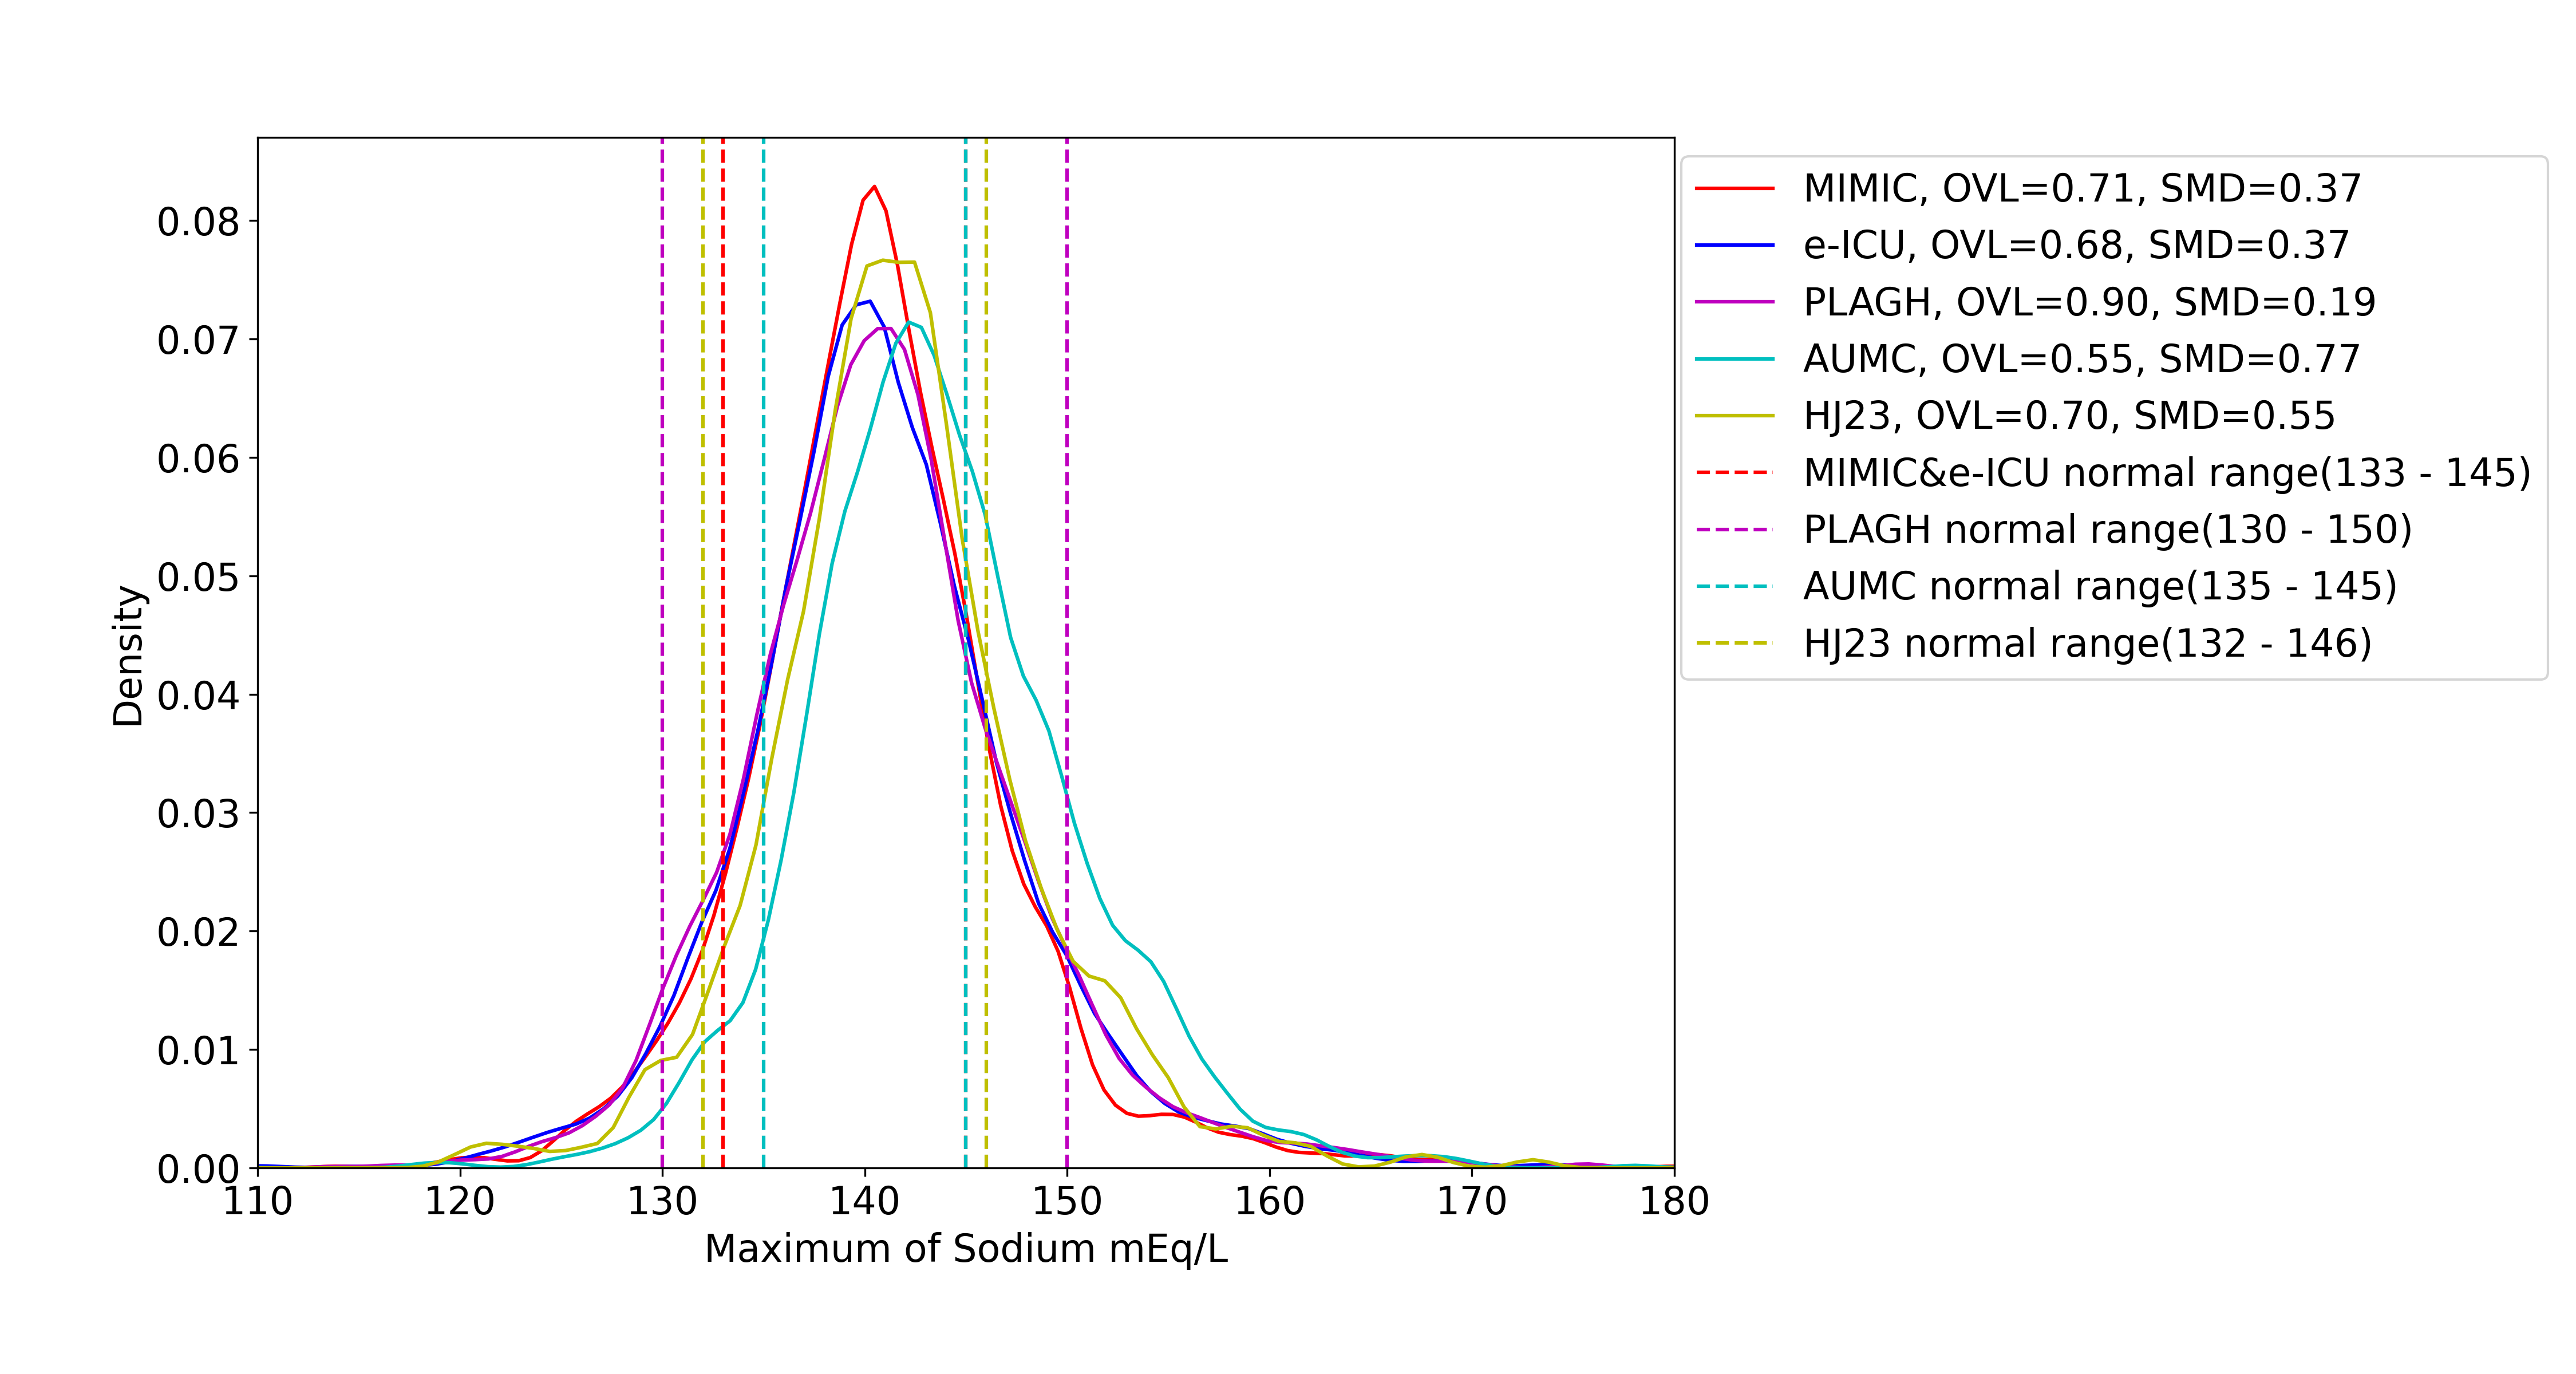 0.08
0.07
0.06
0.05
0.04
0.03
0.02
0.01
0.00
Density
110 120 130 140 150 160 170 180
Maximum of Sodium mEq/L
MIMIC, OVL=0.71, SMD=0.37
e-ICU, OVL=0.68, SMD=0.37
PLAGH, OVL=0.90, SMD=0.19
AUMC, OVL=0.55, SMD=0.77
HJ23, OVL=0.70, SMD=0.55
MIMIC&e-ICU normal range(133 - 145)
PLAGH normal range(130 - 150)
AUMC normal range(135 - 145)
HJ23 normal range(132 - 146)